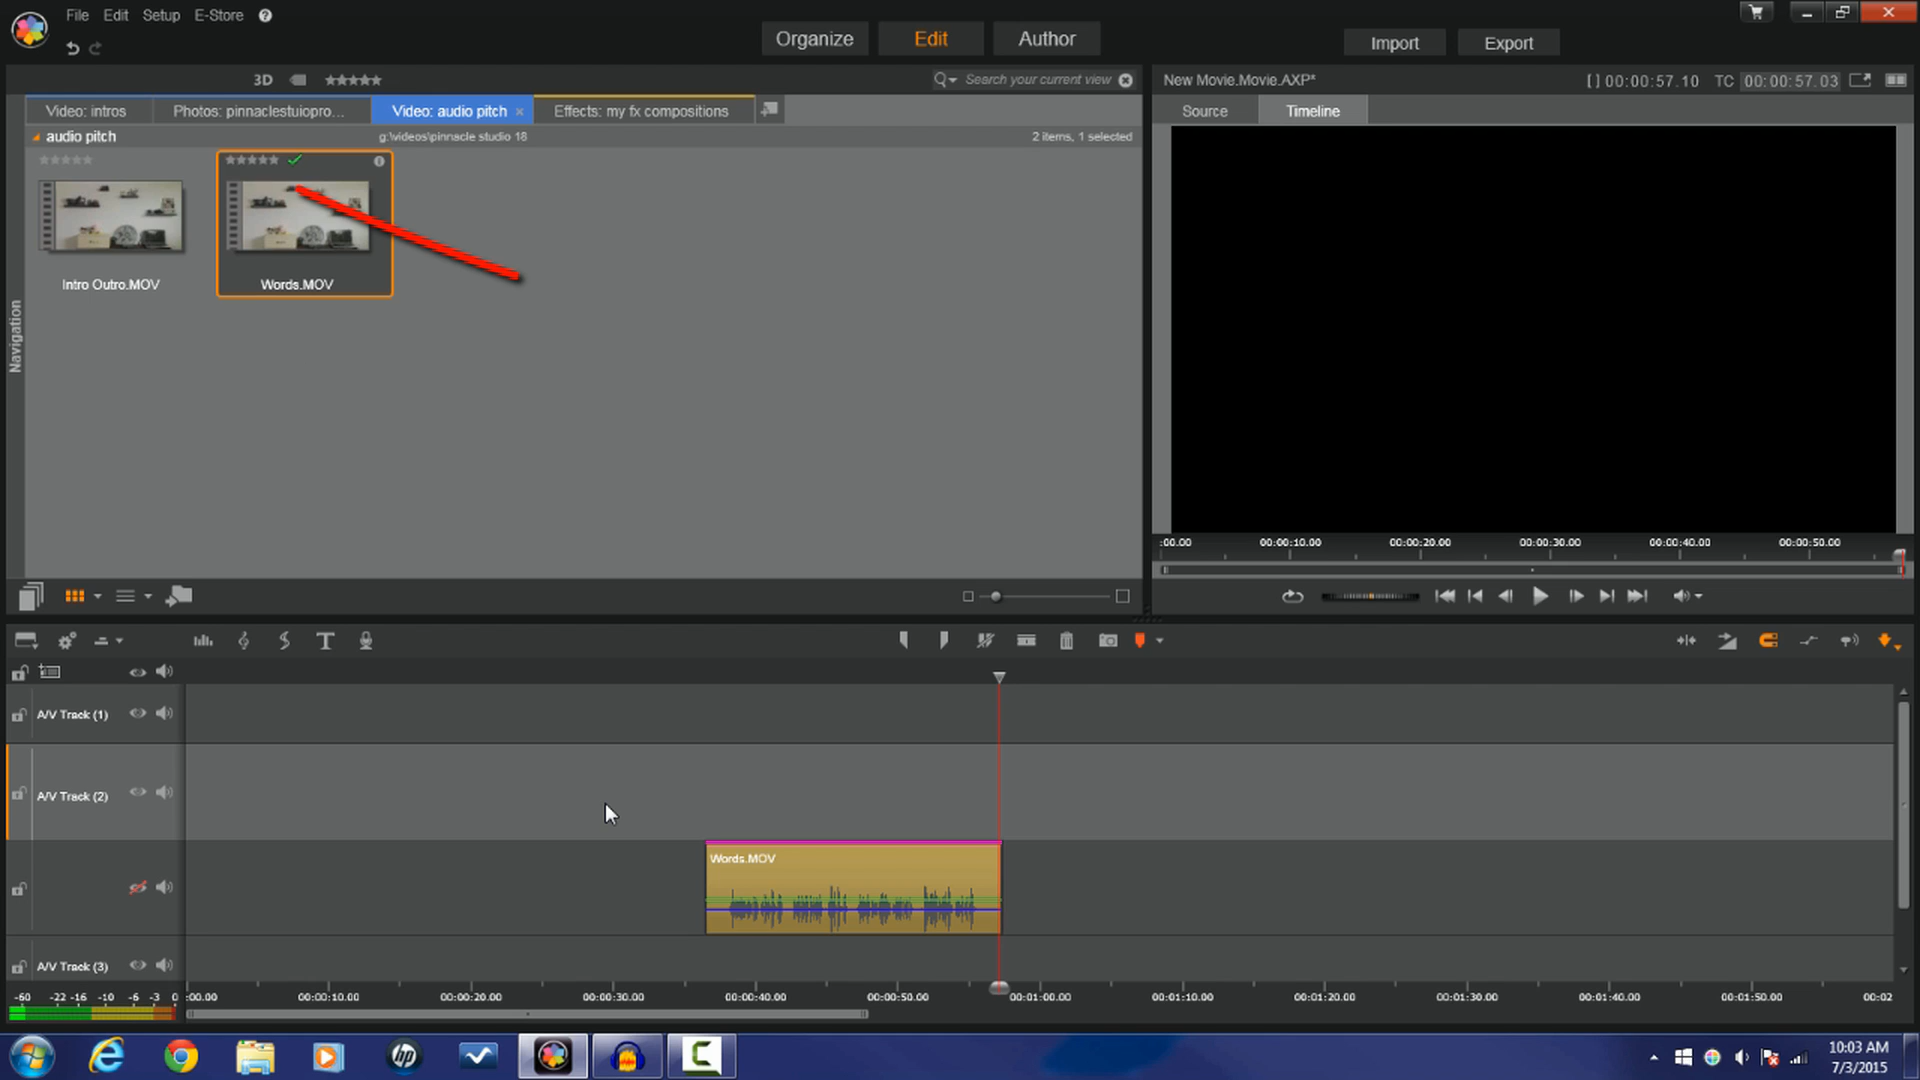 File Edit Setup E-Store ?
Organize Edit Author
Import Export
3D
Search your current view
New Movie.Movie.AXP*
[ ] 00:00:57.10 TC 00:00:57.03
Video: intros
Photos: pinnaclestuiopro...
Video: audio pitch ×
Effects: my fx compositions
Source Timeline
audio pitch
g:\videos\pinnacle studio 18
2 items, 1 selected
Intro Outro.MOV
Words.MOV
Navigation
:00.00 00:00:10.00 00:00:20.00 00:00:30.00 00:00:40.00 00:00:50.00
A/V Track (1)
A/V Track (2)
Words.MOV
A/V Track (3)
-60 -22 -16 -10 -6 -3 0
:00.00 00:00:10.00 00:00:20.00 00:00:30.00 00:00:40.00 00:00:50.00 00:01:00.00 00:01:10.00 00:01:20.00 00:01:30.00 00:01:40.00 00:01:50.00 00:02
hp
10:03 AM
7/3/2015